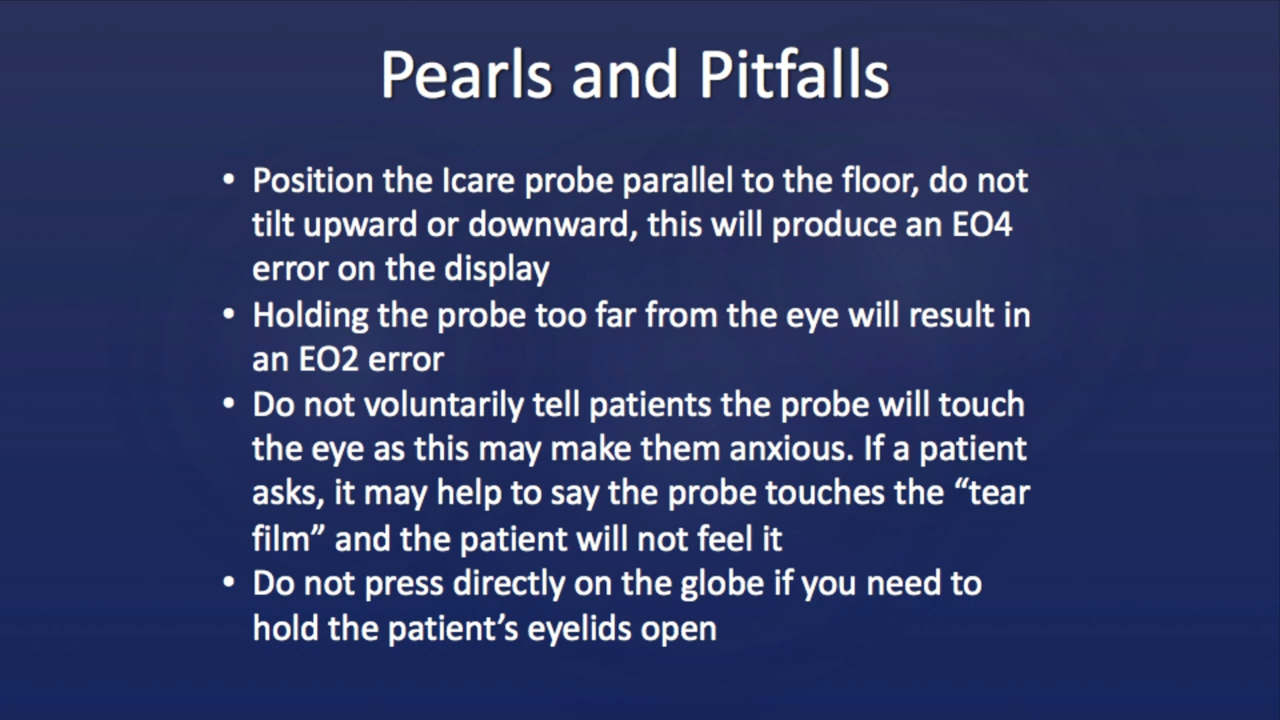 Pearls and Pitfalls
• Position the Icare probe parallel to the floor, do not
tilt upward or downward, this will produce an EO4
error on the display
• Holding the probe too far from the eye will result in
an EO2 error
• Do not voluntarily tell patients the probe will touch
the eye as this may make them anxious. If a patient
asks, it may help to say the probe touches the “tear
film” and the patient will not feel it
• Do not press directly on the globe if you need to
hold the patient’s eyelids open